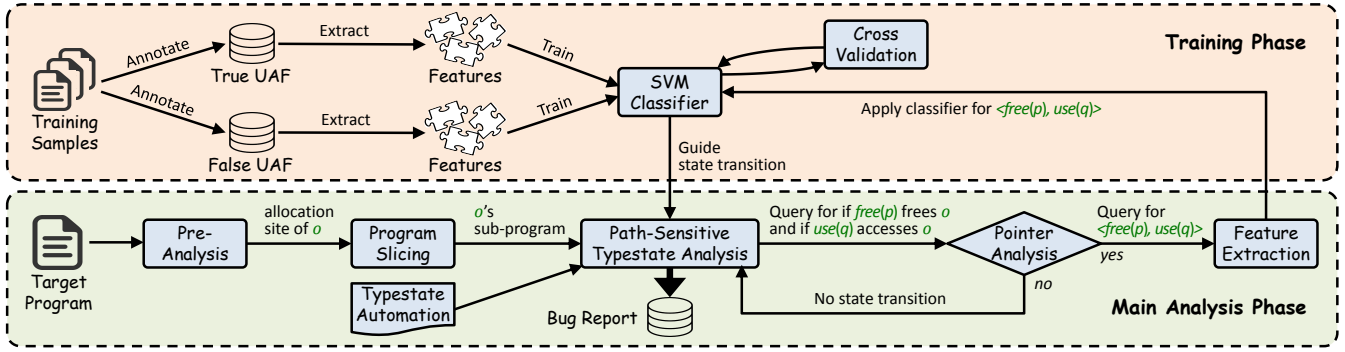 Training Phase
Annotate
Annotate
Training
Samples
True UAF
False UAF
Extract
Extract
Features
Features
Train
Train
SVM
Classifier
Cross
Validation
Apply classifier for <free(p), use(q)>
Guide
state transition
Target
Program
Pre-
Analysis
allocation
site of o
Program
Slicing
o's
sub-program
Typestate
Automation
Path-Sensitive
Typestate Analysis
Bug Report
Query for if free(p) frees o
and if use(q) accesses o
Pointer
Analysis
Query for
<free(p), use(q)>
yes
no
No state transition
Feature
Extraction
Main Analysis Phase